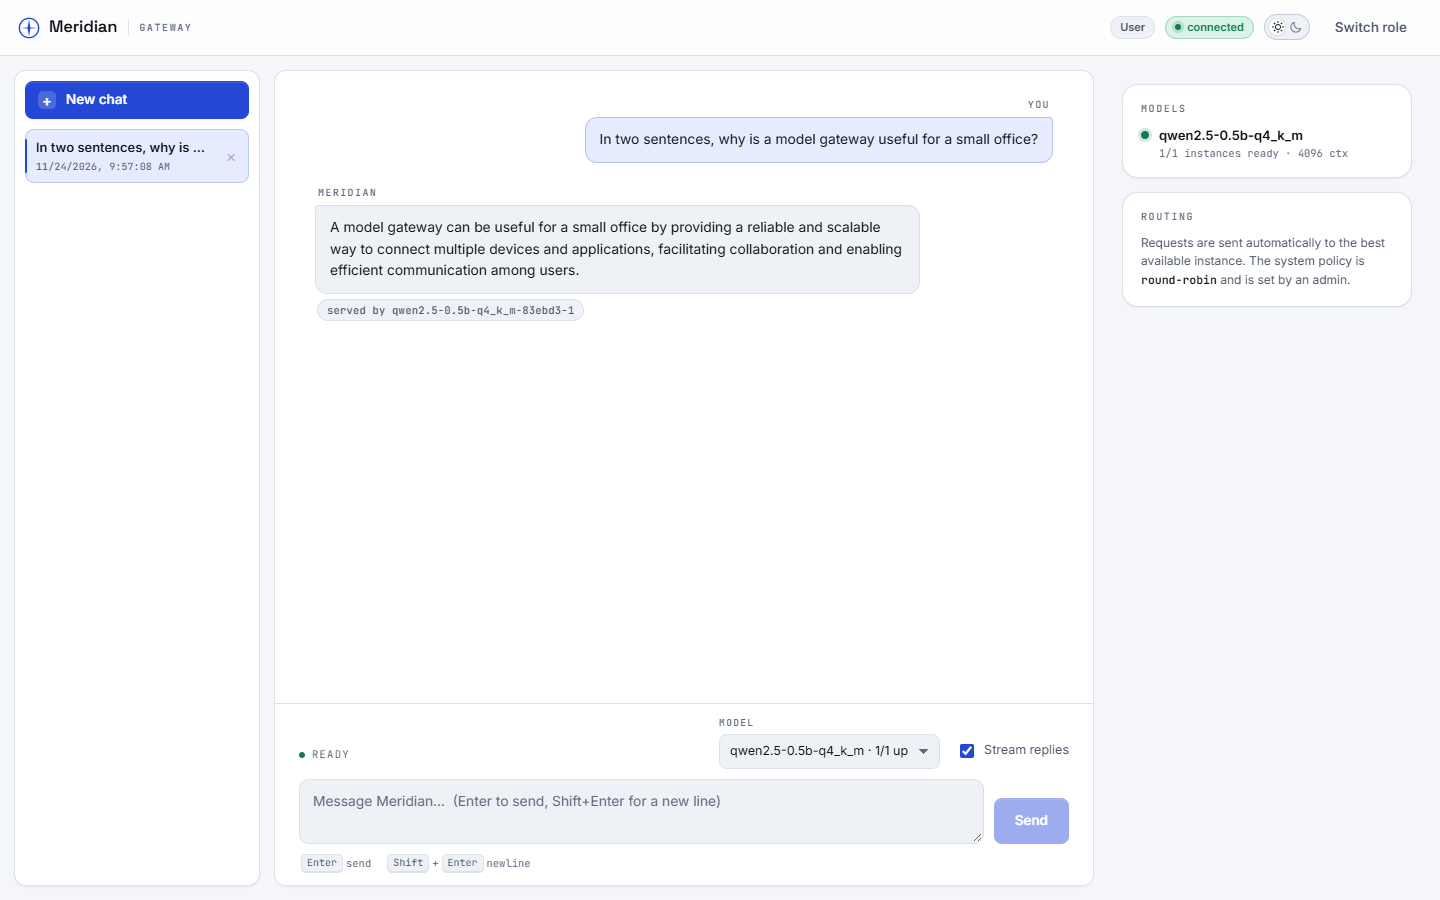 Meridian GATEWAY
User connected Switch role
+ New chat
In two sentences, why is ...
11/24/2026, 9:57:08 AM
YOU
In two sentences, why is a model gateway useful for a small office?
MERIDIAN
A model gateway can be useful for a small office by providing a reliable and scalable
way to connect multiple devices and applications, facilitating collaboration and enabling
efficient communication among users.
served by qwen2.5-0.5b-q4_k_m-83ebd3-1
READY
MODEL
qwen2.5-0.5b-q4_k_m · 1/1 up
Stream replies
Message Meridian... (Enter to send, Shift+Enter for a new line)
Send
Enter send Shift + Enter newline
MODELS
qwen2.5-0.5b-q4_k_m
1/1 instances ready · 4096 ctx
ROUTING
Requests are sent automatically to the best
available instance. The system policy is
round-robin and is set by an admin.